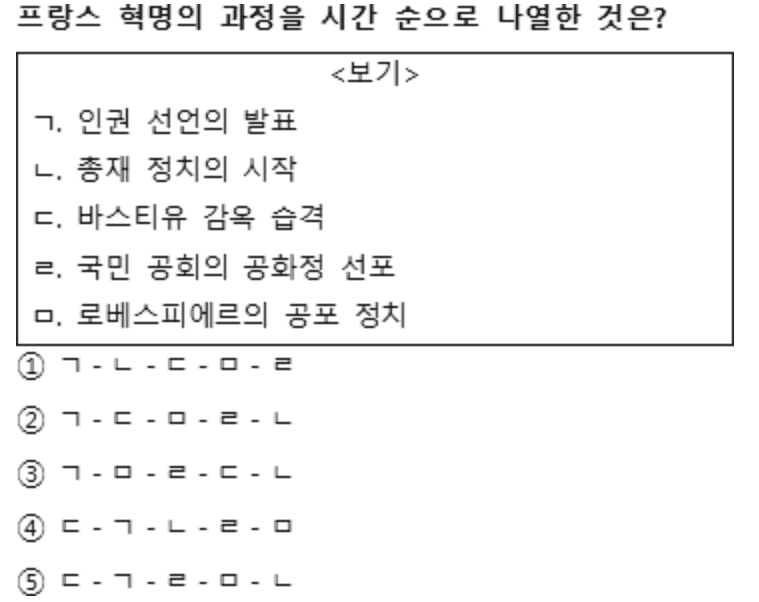 프랑스 혁명의 과정을 시간 순으로 나열한 것은?
<보기>
ㄱ. 인권 선언의 발표
ㄴ. 총재 정치의 시작
ㄷ. 바스티유 감옥 습격
ㄹ. 국민 공회의 공화정 선포
ㅁ. 로베스피에르의 공포 정치
① ㄱ - ㄴ - ㄷ - ㅁ - ㄹ
② ㄱ - ㄷ - ㅁ - ㄹ - ㄴ
③ ㄱ - ㅁ - ㄹ - ㄷ - ㄴ
④ ㄷ - ㄱ - ㄴ - ㄹ - ㅁ
⑤ ㄷ - ㄱ - ㄹ - ㅁ - ㄴ